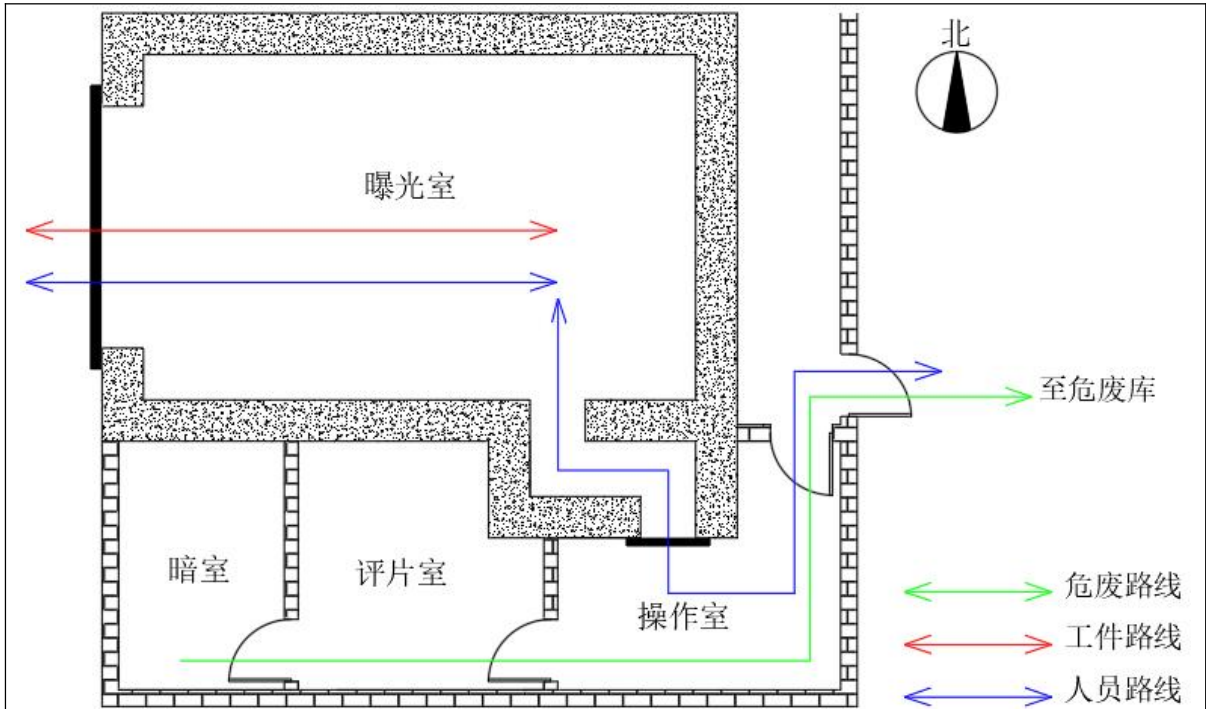 北
曝光室
至危废库
暗室
评片室
操作室
危废路线
工件路线
人员路线